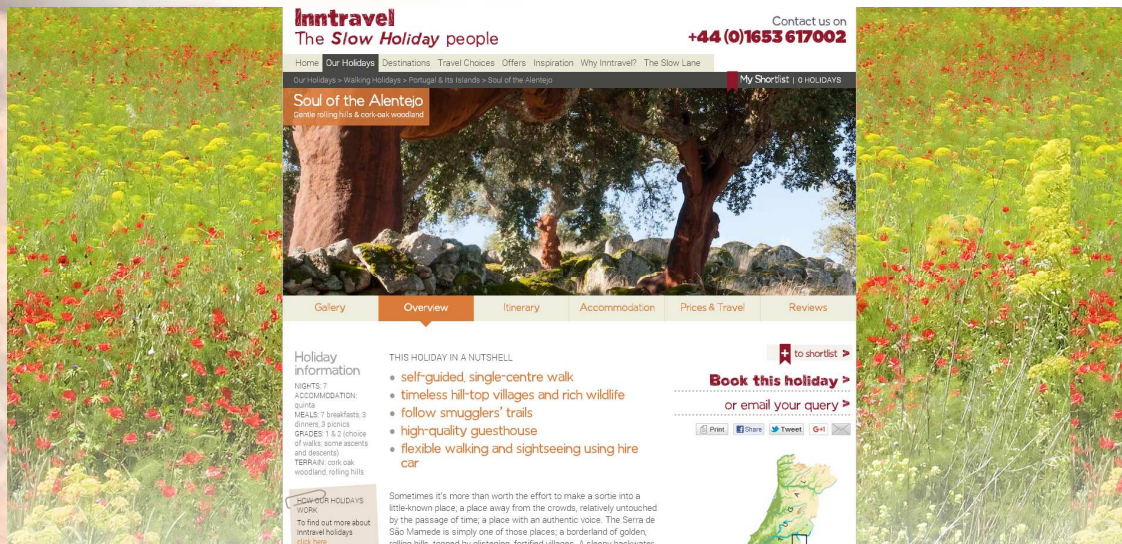 Inntravel
The Slow Holiday people
Contact us on
+44 (0)1653 617002
Home Our Holidays Destinations Travel Choices Offers Inspiration Why Inntravel? The Slow Lane
Our Holidays > Walking Holidays > Portugal & Its Islands > Soul of the Alentejo
My Shortlist | 0 HOLIDAYS
Soul of the Alentejo
Gentle rolling hills & cork-oak woodland
Gallery Overview Itinerary Accommodation Prices & Travel Reviews
Holiday
information
NIGHTS: 7
ACCOMMODATION:
quinta
MEALS: 7 breakfasts, 3
dinners, 3 picnics
GRADES: 1 & 2 (choice
of walks; some ascents
and descents)
TERRAIN: cork oak
woodland, rolling hills
HOW OUR HOLIDAYS
WORK
To find out more about
Inntravel holidays
click here
THIS HOLIDAY IN A NUTSHELL
• self-guided, single-centre walk
• timeless hill-top villages and rich wildlife
• follow smugglers' trails
• high-quality guesthouse
• flexible walking and sightseeing using hire
car
Sometimes it's more than worth the effort to make a sortie into a
little-known place; a place away from the crowds, relatively untouched
by the passage of time; a place with an authentic voice. The Serra de
São Mamede is simply one of those places; a borderland of golden,
rolling hills, topped by glistening, fortified villages. A sleepy backwater
+ to shortlist >
Book this holiday >
or email your query >
Print Share Tweet G+1